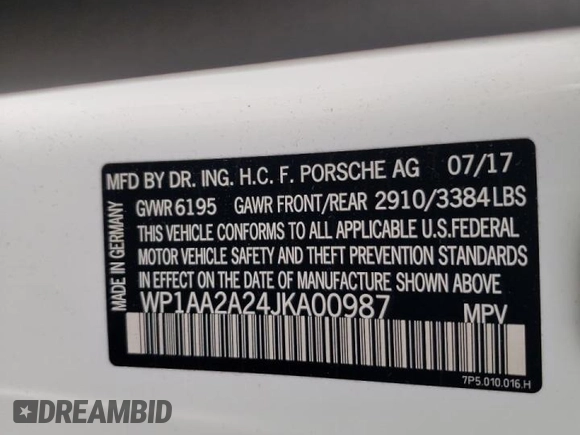 MFD BY DR. ING. H.C. F. PORSCHE AG 07/17
GVWR 6195 GAWR FRONT/REAR 2910/3384 LBS
THIS VEHICLE CONFORMS TO ALL APPLICABLE U.S.FEDERAL
MOTOR VEHICLE SAFETY AND THEFT PREVENTION STANDARDS
IN EFFECT ON THE DATE OF MANUFACTURE SHOWN ABOVE
WP1AA2A24JKA00987 MPV
7P5.010.016.H
MADE IN GERMANY
DREAMBID